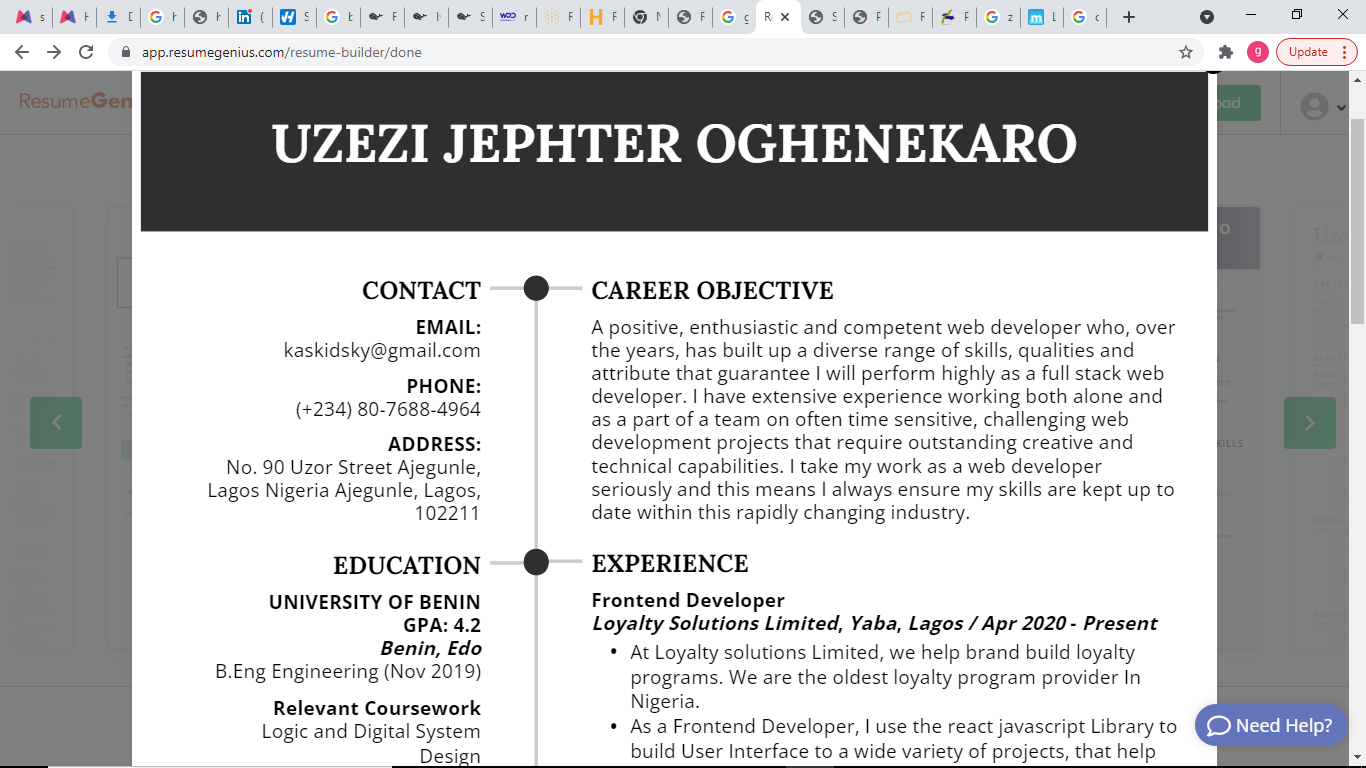 app.resumegenius.com/resume-builder/done
Update
ResumeGen
UZEZI JEPHTER OGHENEKARO
CONTACT
EMAIL:
kaskidsky@gmail.com
PHONE:
(+234) 80-7688-4964
ADDRESS:
No. 90 Uzor Street Ajegunle,
Lagos Nigeria Ajegunle, Lagos,
102211
EDUCATION
UNIVERSITY OF BENIN
GPA: 4.2
Benin, Edo
B.Eng Engineering (Nov 2019)
Relevant Coursework
Logic and Digital System
Design
CAREER OBJECTIVE
A positive, enthusiastic and competent web developer who, over
the years, has built up a diverse range of skills, qualities and
attribute that guarantee I will perform highly as a full stack web
developer. I have extensive experience working both alone and
as a part of a team on often time sensitive, challenging web
development projects that require outstanding creative and
technical capabilities. I take my work as a web developer
seriously and this means I always ensure my skills are kept up to
date within this rapidly changing industry.
EXPERIENCE
Frontend Developer
Loyalty Solutions Limited, Yaba, Lagos / Apr 2020 - Present
• At Loyalty solutions Limited, we help brand build loyalty
programs. We are the oldest loyalty program provider In
Nigeria.
• As a Frontend Developer, I use the react javascript Library to
build User Interface to a wide variety of projects, that help
Need Help?